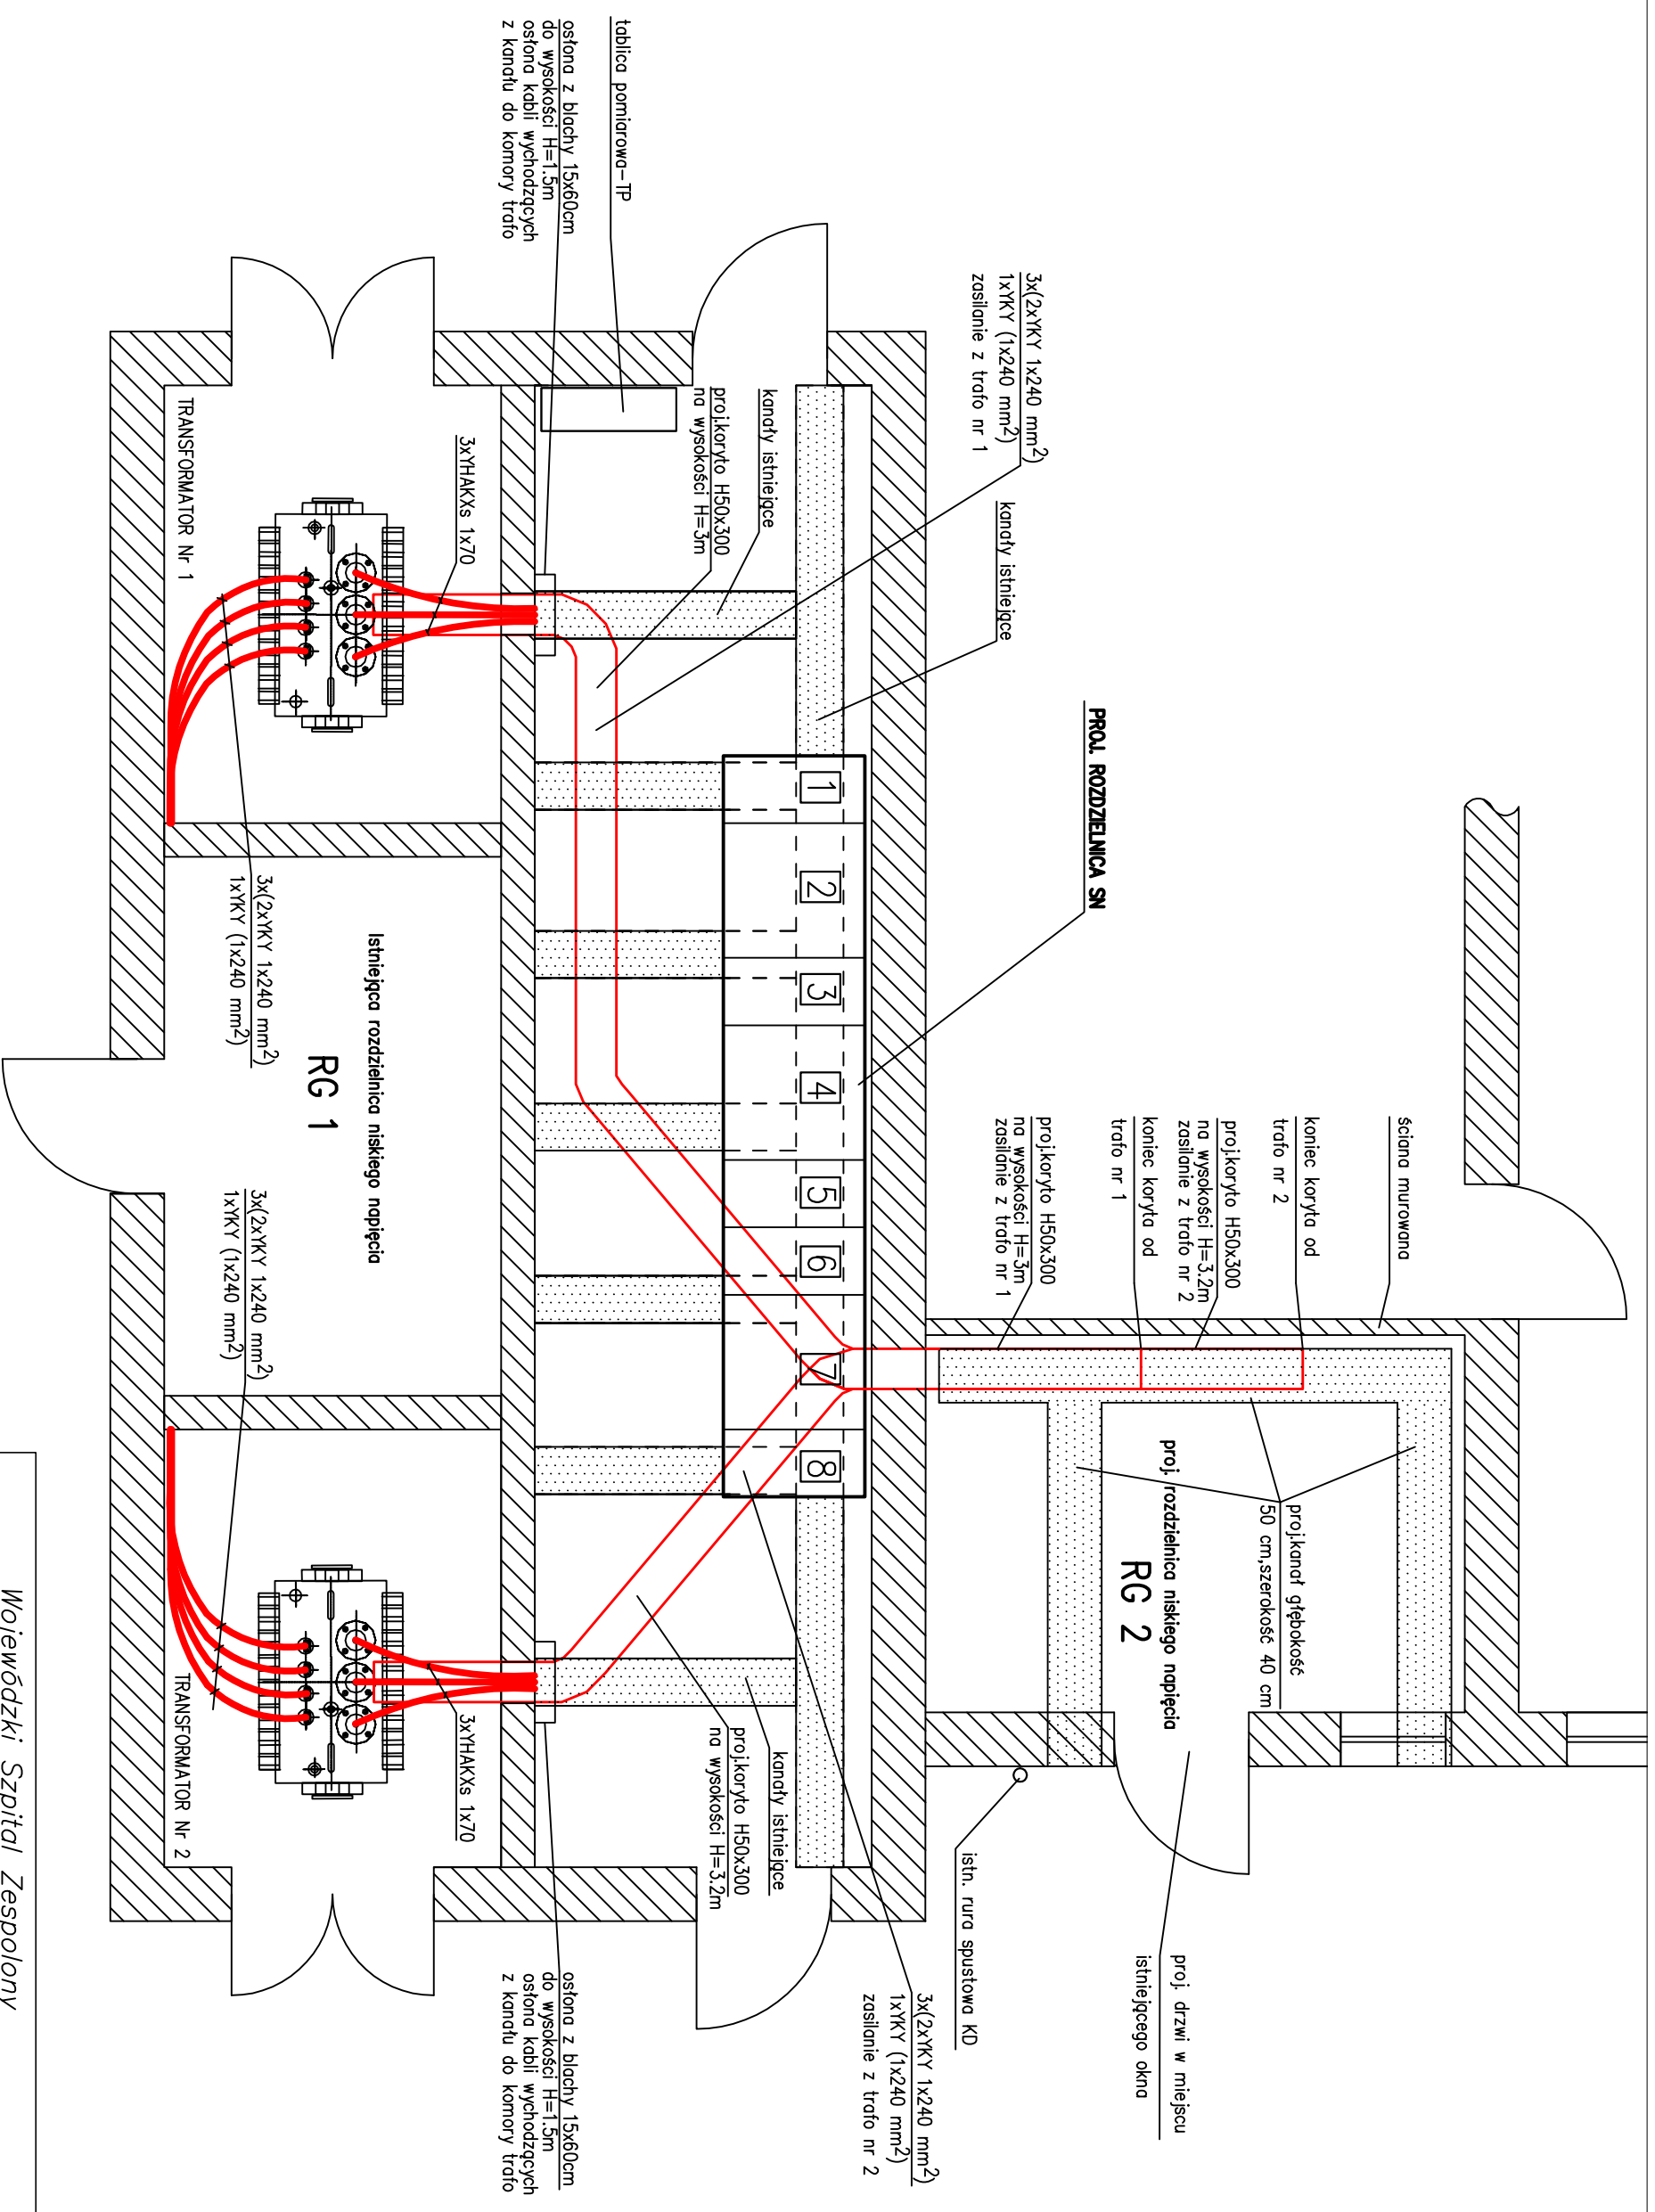 ściana murowana
koniec koryta od
trafo nr 2
proj.koryto H50x300
na wysokości H=3.2m
zasilanie z trafo nr 2
koniec koryta od
trafo nr 1
proj.koryto H50x300
na wysokości H=3m
zasilanie z trafo nr 1
proj.kanał głębokość
50 cm,szerokość 40 cm
proj. rozdzielnica niskiego napięcia
RG 2
proj. drzwi w miejscu
istniejącego okna
istn. rura spustowa KD
PROJ. ROZDZIELNICA SN
3x(2xYKY 1x240 mm2)
1xYKY (1x240 mm2)
zasilanie z trafo nr 1
kanały istniejące
3x(2xYKY 1x240 mm2)
1xYKY (1x240 mm2)
zasilanie z trafo nr 2
1
2
3
4
5
6
7
8
kanały istniejące
proj.koryto H50x300
na wysokości H=3m
kanały istniejące
proj.koryto H50x300
na wysokości H=3.2m
tablica pomiarowa-TP
osłona z blachy 15x60cm
do wysokości H=1.5m
osłona kabli wychodzących
z kanału do komory trafo
osłona z blachy 15x60cm
do wysokości H=1.5m
osłona kabli wychodzących
z kanału do komory trafo
3xYHAKXs 1x70
3xYHAKXs 1x70
Istniejąca rozdzielnica niskiego napięcia
RG 1
3x(2xYKY 1x240 mm2)
1xYKY (1x240 mm2)
3x(2xYKY 1x240 mm2)
1xYKY (1x240 mm2)
TRANSFORMATOR Nr 1
TRANSFORMATOR Nr 2
Wojewódzki Szpital Zespolony